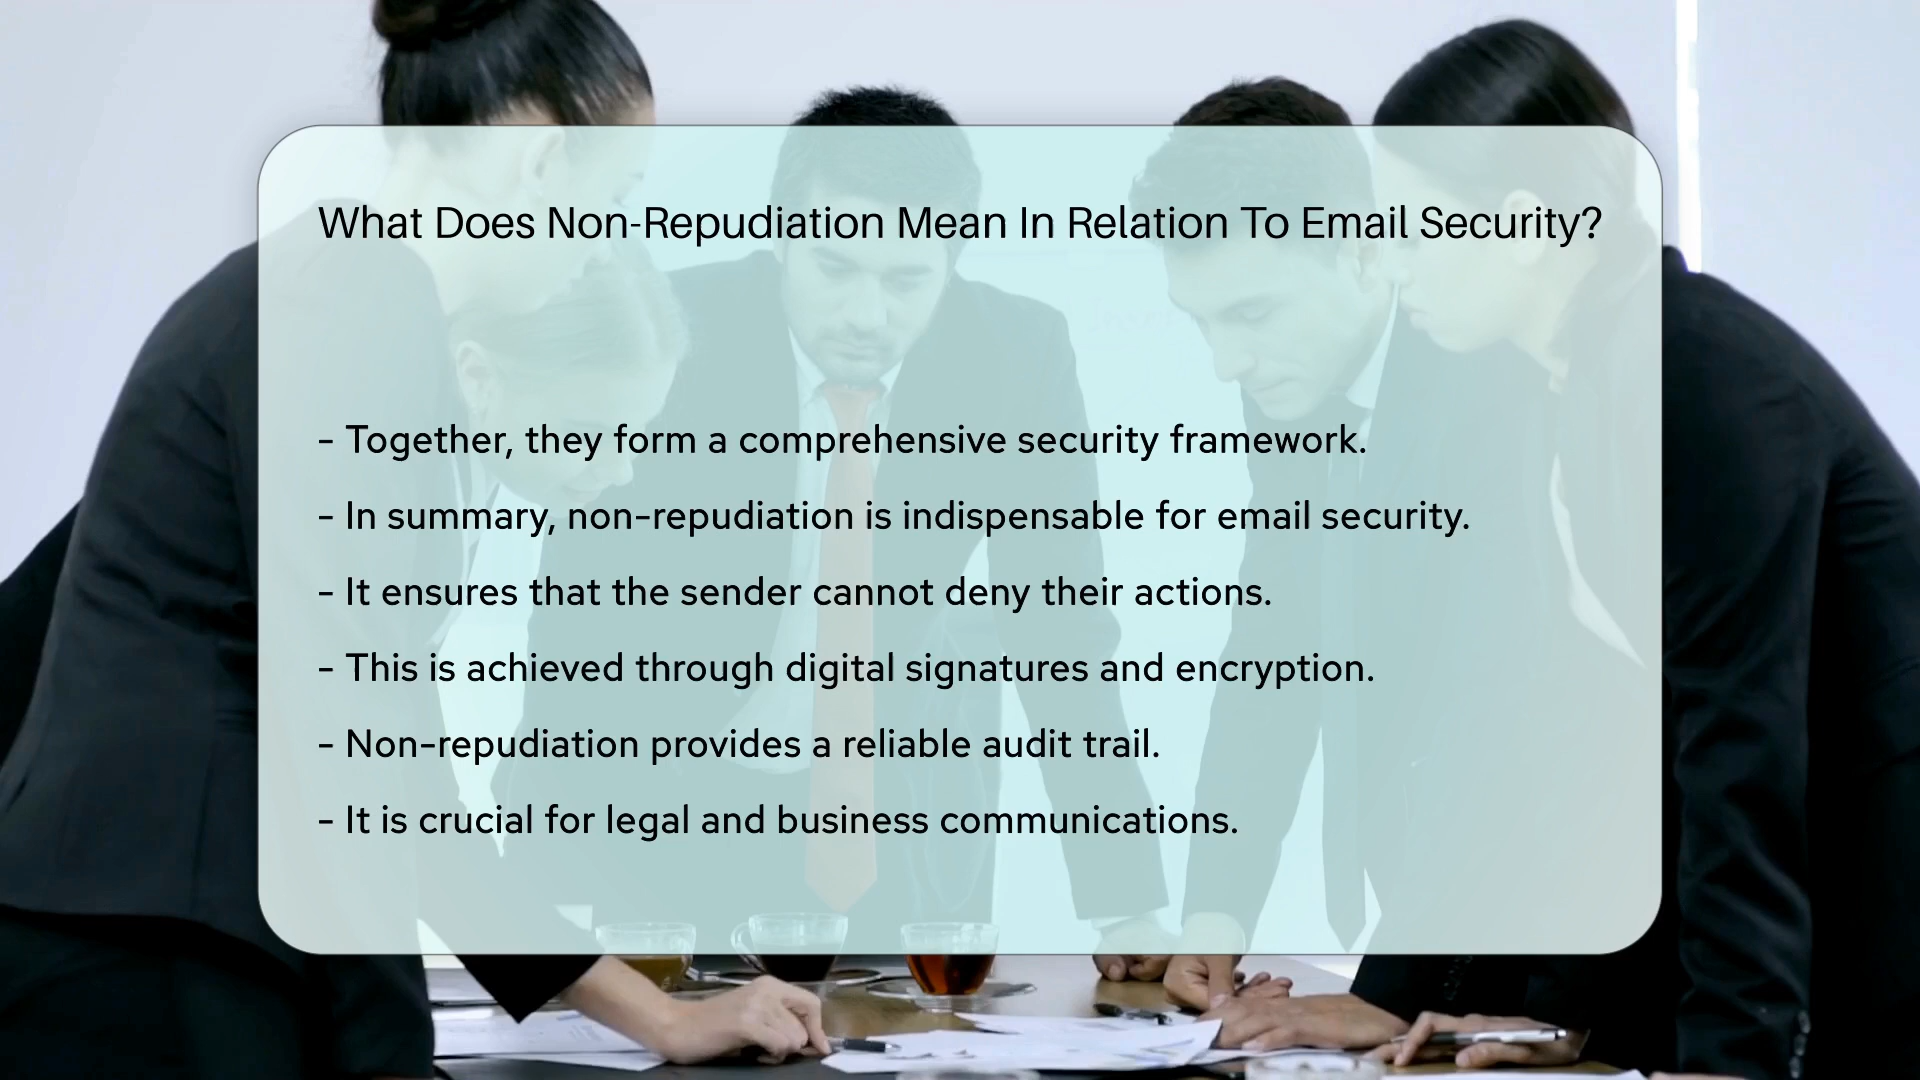 What Does Non-Repudiation Mean In Relation To Email Security?
- Together, they form a comprehensive security framework.
- In summary, non-repudiation is indispensable for email security.
- It ensures that the sender cannot deny their actions.
- This is achieved through digital signatures and encryption.
- Non-repudiation provides a reliable audit trail.
- It is crucial for legal and business communications.